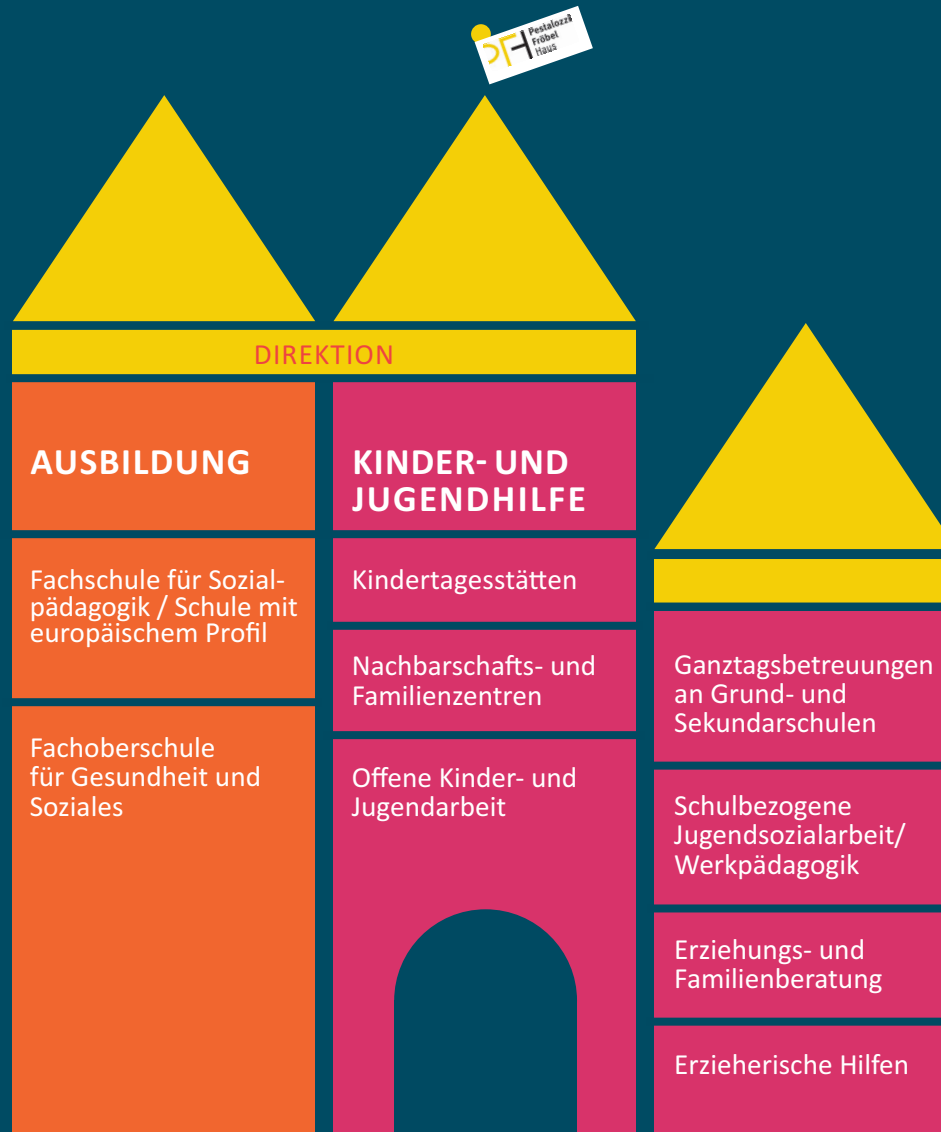 Pestalozzi
Fröbel
Haus
PFH
DIREKTION
AUSBILDUNG
Fachschule für Sozial-
pädagogik / Schule mit
europäischem Profil
Fachoberschule
für Gesundheit und
Soziales
KINDER- UND
JUGENDHILFE
Kindertagesstätten
Nachbarschafts- und
Familienzentren
Offene Kinder- und
Jugendarbeit
Ganztagsbetreuungen
an Grund- und
Sekundarschulen
Schulbezogene
Jugendsozialarbeit/
Werkpädagogik
Erziehungs- und
Familienberatung
Erzieherische Hilfen